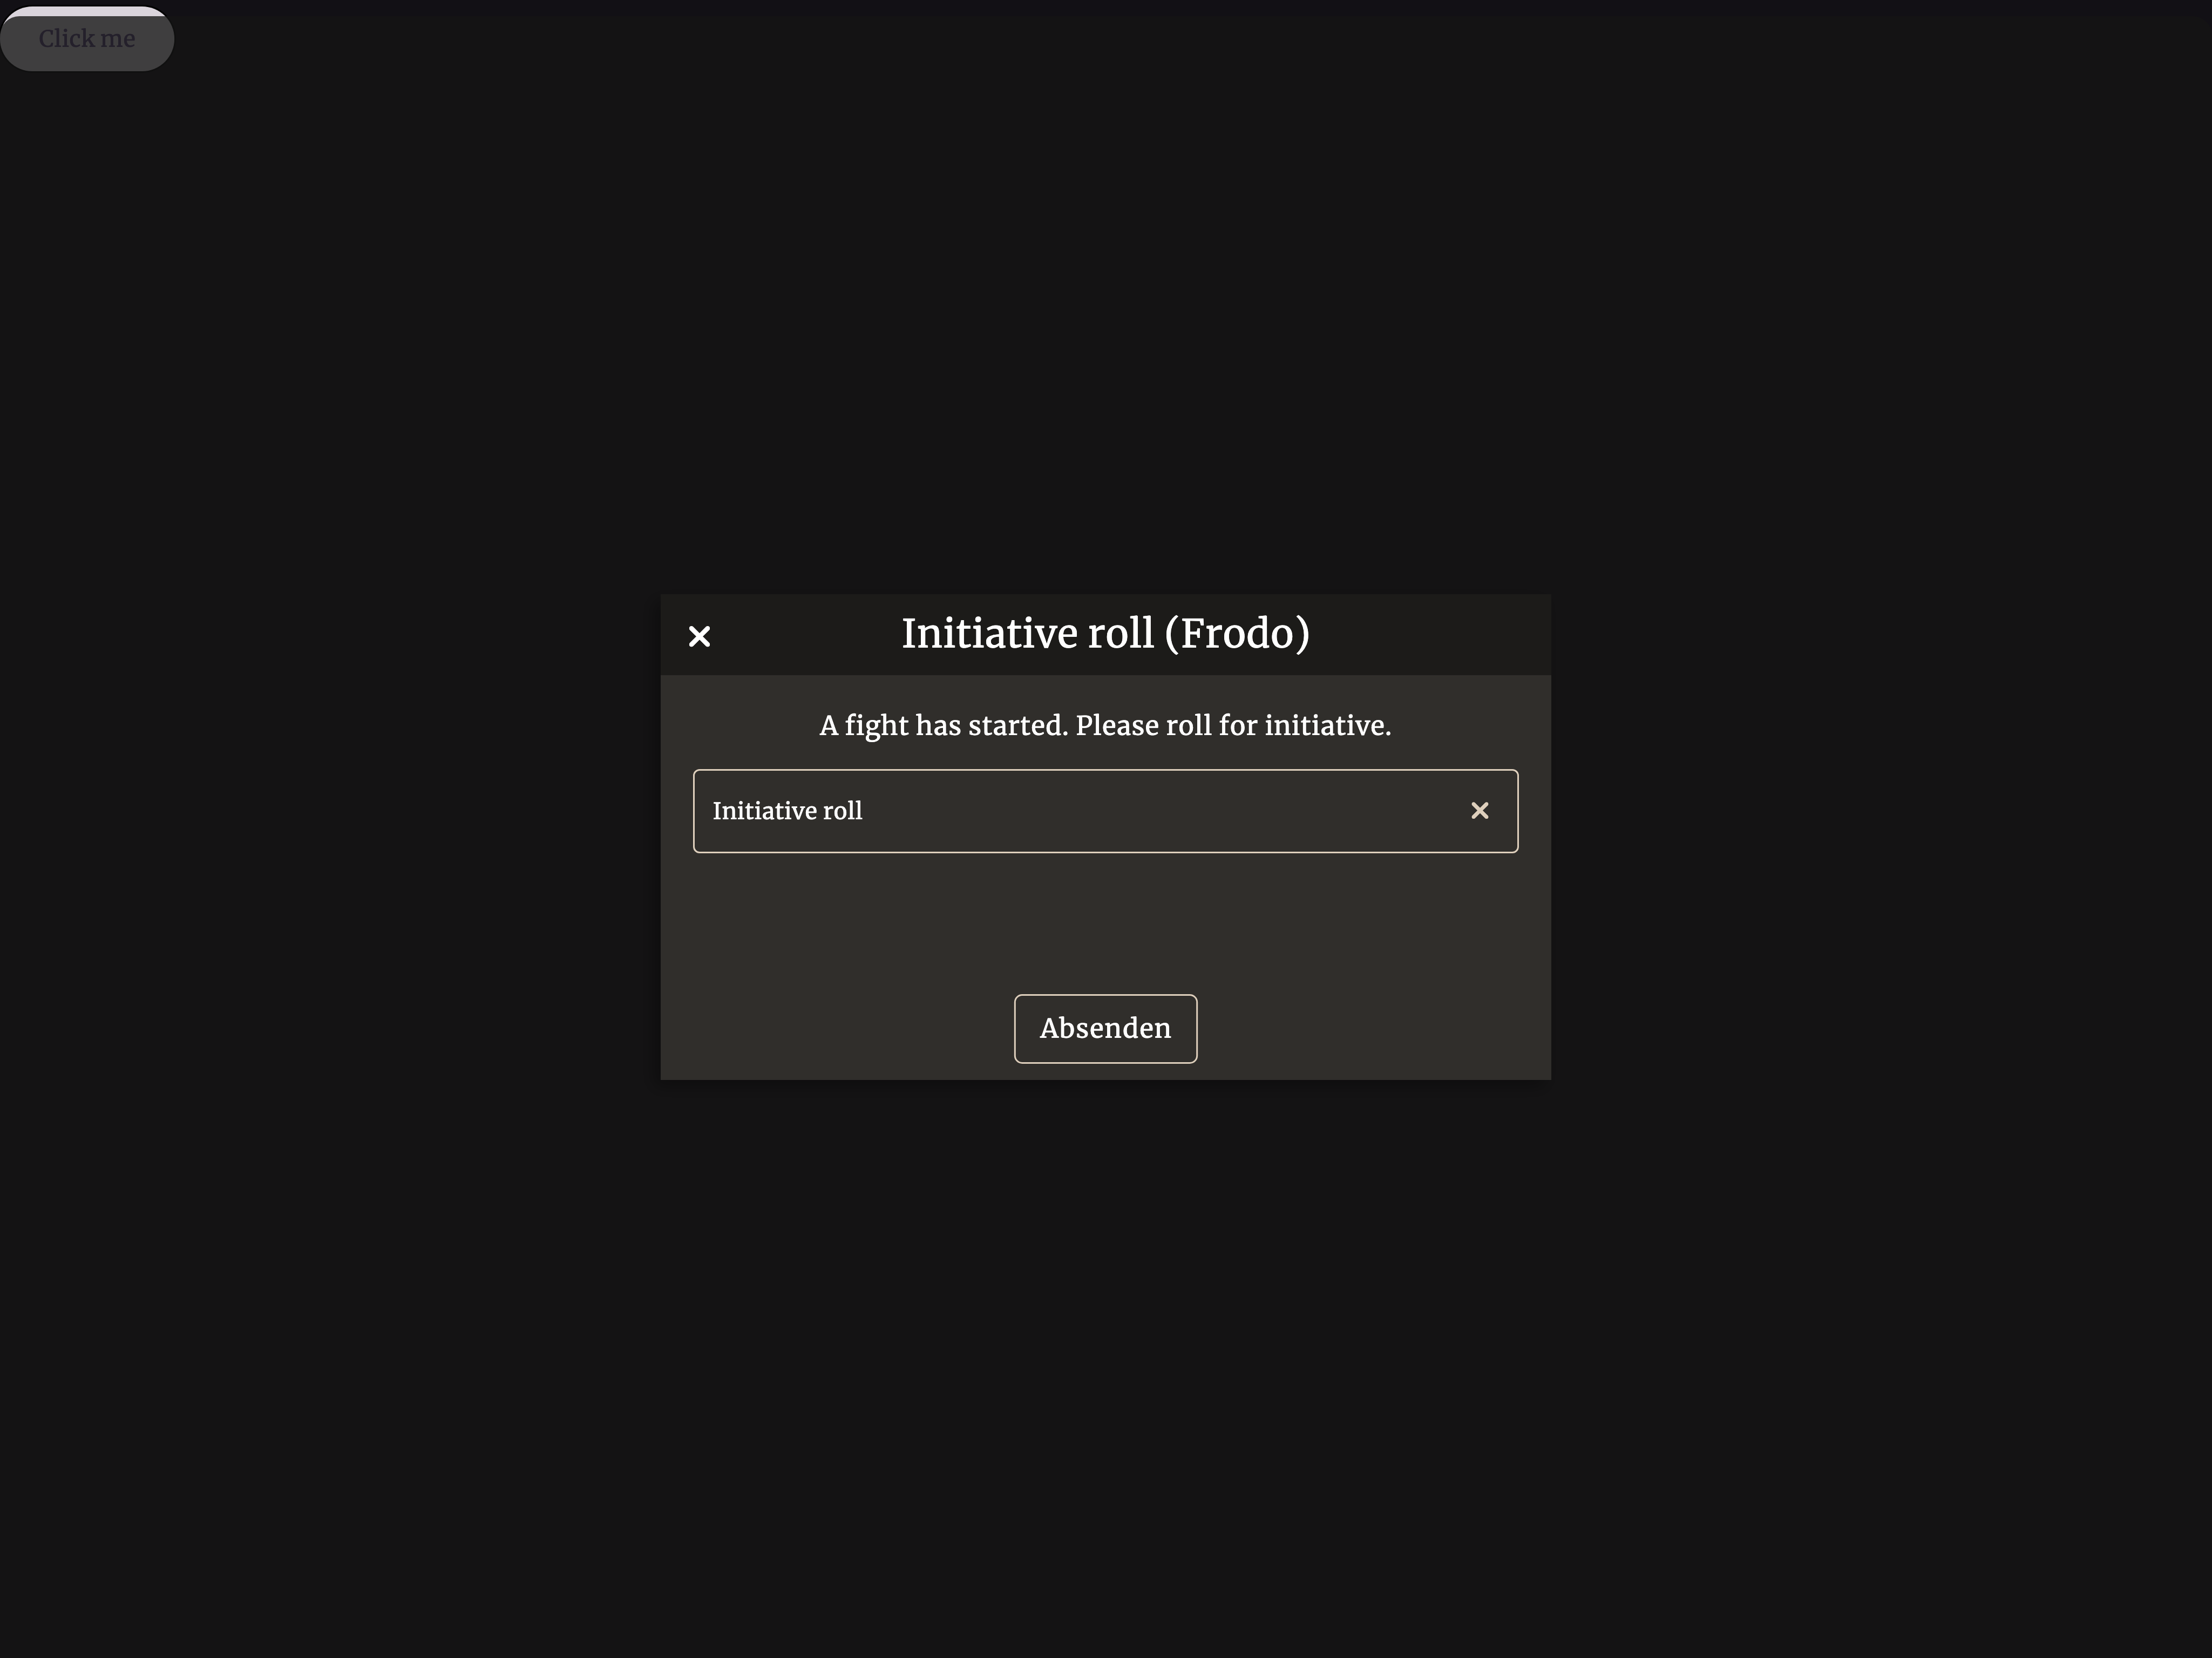 Click me
Initiative roll (Frodo)
A fight has started. Please roll for initiative.
Initiative roll
Absenden